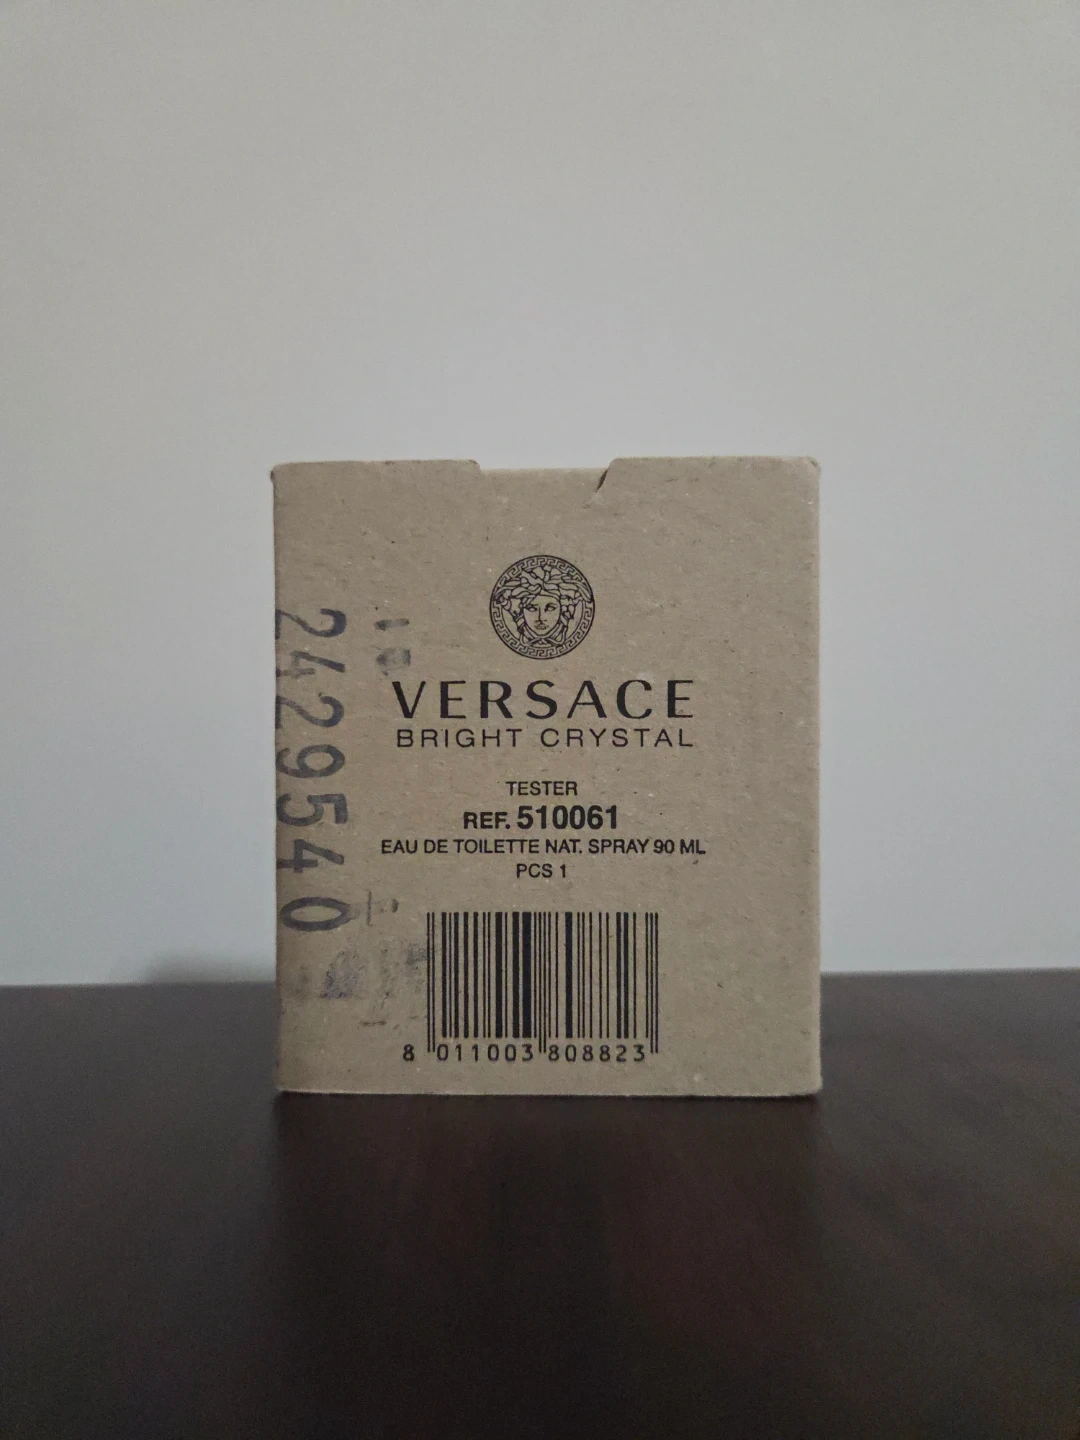 VERSACE
BRIGHT CRYSTAL
TESTER
REF. 510061
EAU DE TOILETTE NAT. SPRAY 90 ML
PCS 1
8 011003 808823
2429540